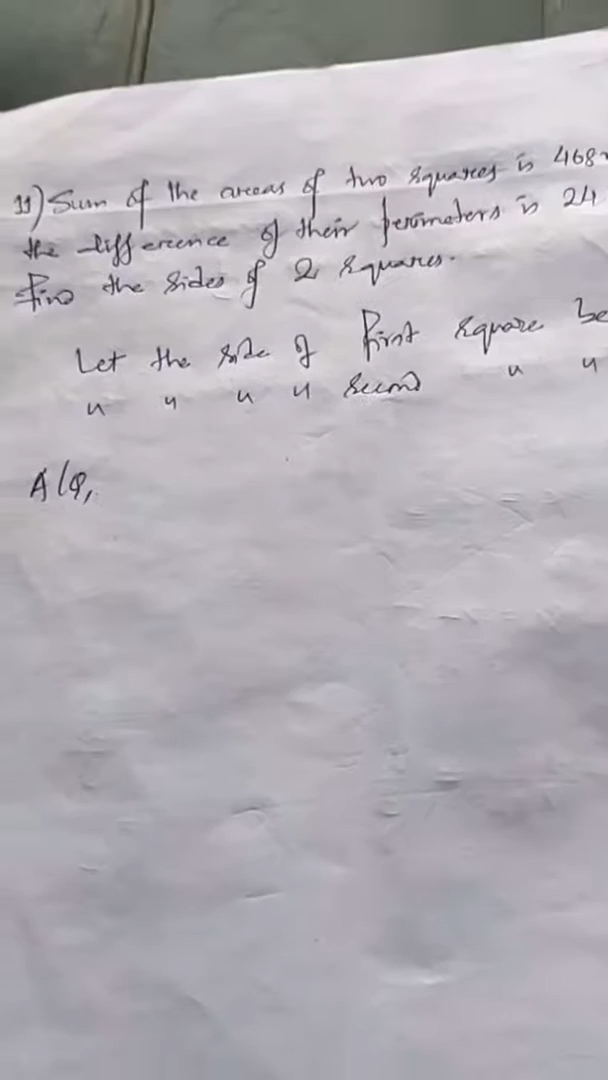 11) Sum of the areas of two squares is 468
the difference of their perimeters is 24
Find the sides of 2 squares.
Let the side of first square be
" " " " second " "
A/Q,